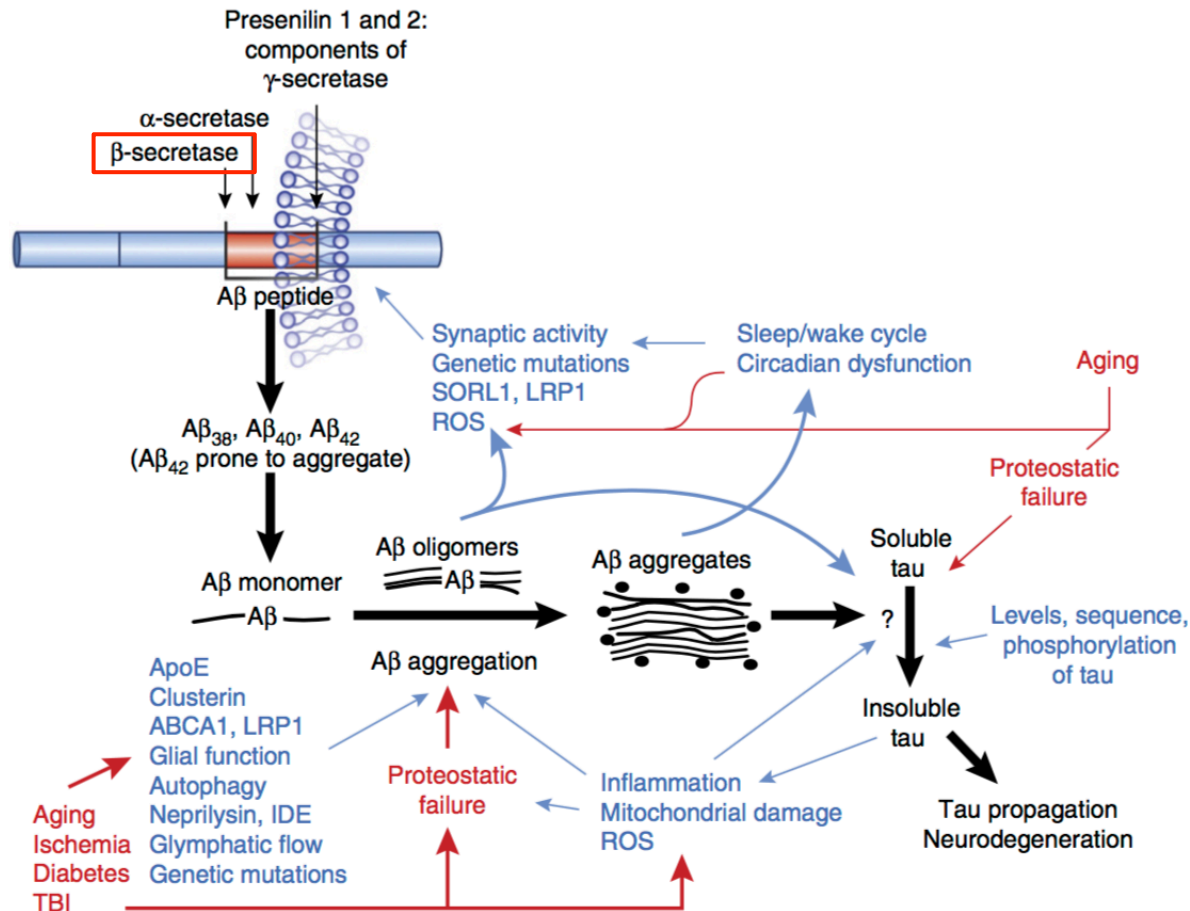 Presenilin 1 and 2:
components of
γ-secretase
α-secretase
β-secretase
Aβ peptide
Synaptic activity
Genetic mutations
SORL1, LRP1
ROS
Sleep/wake cycle
Circadian dysfunction
Aging
Aβ38, Aβ40, Aβ42
(Aβ42 prone to aggregate)
Proteostatic
failure
Aβ monomer
Aβ
Aβ oligomers
Aβ
Aβ aggregates
Soluble
tau
?
Levels, sequence,
phosphorylation
of tau
Aβ aggregation
ApoE
Clusterin
ABCA1, LRP1
Glial function
Autophagy
Neprilysin, IDE
Glymphatic flow
Genetic mutations
Aging
Ischemia
Diabetes
TBI
Proteostatic
failure
Inflammation
Mitochondrial damage
ROS
Insoluble
tau
Tau propagation
Neurodegeneration